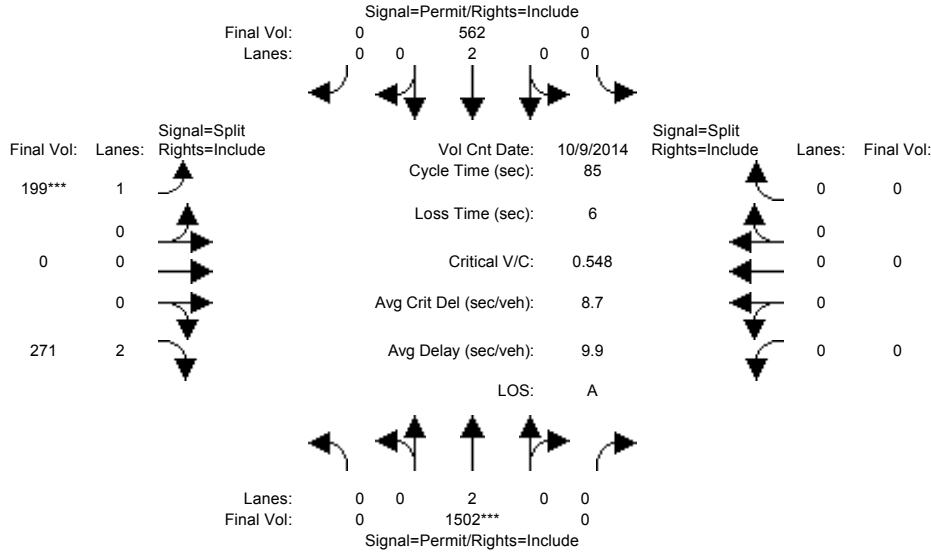 Signal=Permit/Rights=Include
Final Vol: 0 562 0
Lanes: 0 0 2 0 0
Signal=Split Signal=Split
Final Vol: Lanes: Rights=Include Vol Cnt Date: 10/9/2014 Rights=Include Lanes: Final Vol:
Cycle Time (sec): 85
199*** 1 0 0
Loss Time (sec): 6
0 0
0 0 Critical V/C: 0.548 0 0
0 Avg Crit Del (sec/veh): 8.7 0
271 2 Avg Delay (sec/veh): 9.9 0 0
LOS: A
Lanes: 0 0 2 0 0
Final Vol: 0 1502*** 0
Signal=Permit/Rights=Include